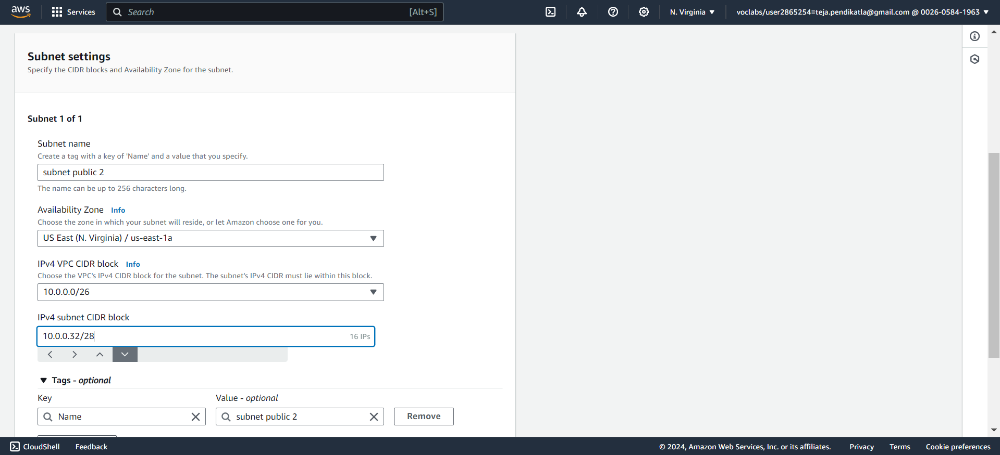 aws
Services
Search
[Alt+S]
N. Virginia
voclabs/user2865254=teja.pendikatla@gmail.com @ 0026-0584-1963
Subnet settings
Specify the CIDR blocks and Availability Zone for the subnet.
Subnet 1 of 1
Subnet name
Create a tag with a key of 'Name' and a value that you specify.
subnet public 2
The name can be up to 256 characters long.
Availability Zone Info
Choose the zone in which your subnet will reside, or let Amazon choose one for you.
US East (N. Virginia) / us-east-1a
IPv4 VPC CIDR block Info
Choose the VPC's IPv4 CIDR block for the subnet. The subnet's IPv4 CIDR must lie within this block.
10.0.0.0/26
IPv4 subnet CIDR block
10.0.0.32/28 16 IPs
Tags - optional
Key Value - optional
Name subnet public 2 Remove
CloudShell Feedback © 2024, Amazon Web Services, Inc. or its affiliates. Privacy Terms Cookie preferences